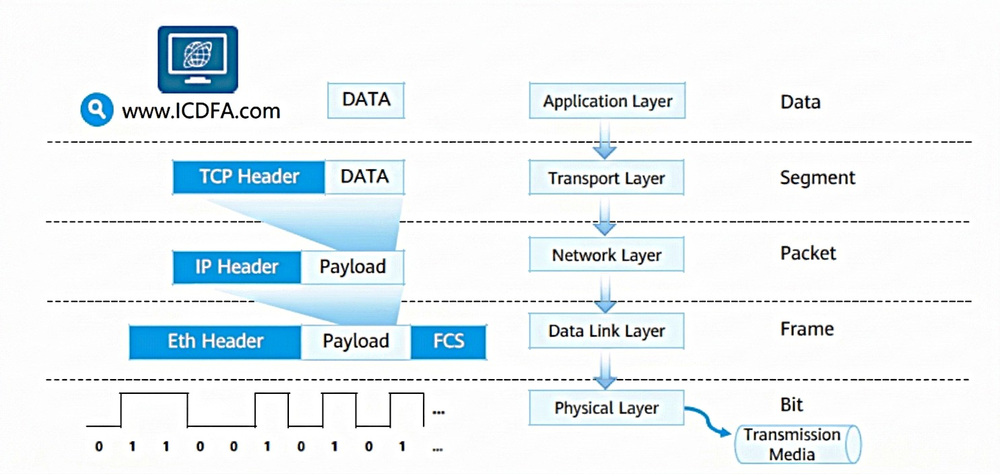 www.ICDFA.com
DATA
Application Layer
Data
TCP Header
DATA
Transport Layer
Segment
IP Header
Payload
Network Layer
Packet
Eth Header
Payload
FCS
Data Link Layer
Frame
...
Physical Layer
Bit
0 1 1 0 0 1 0 1 0 1 ...
Transmission
Media